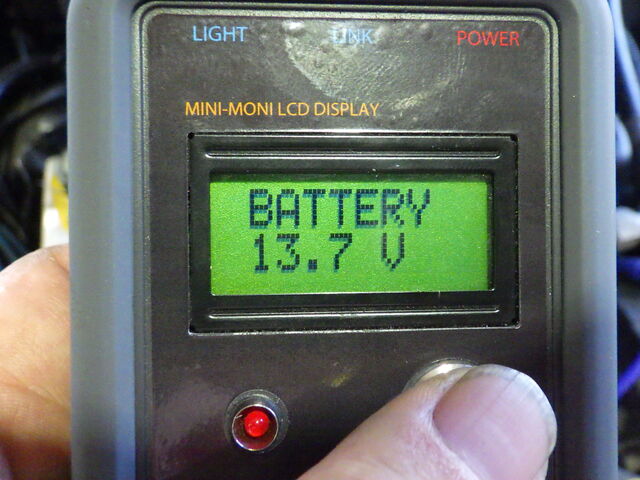 LIGHT LINK POWER
MINI-MONI LCD DISPLAY
BATTERY
13.7 V